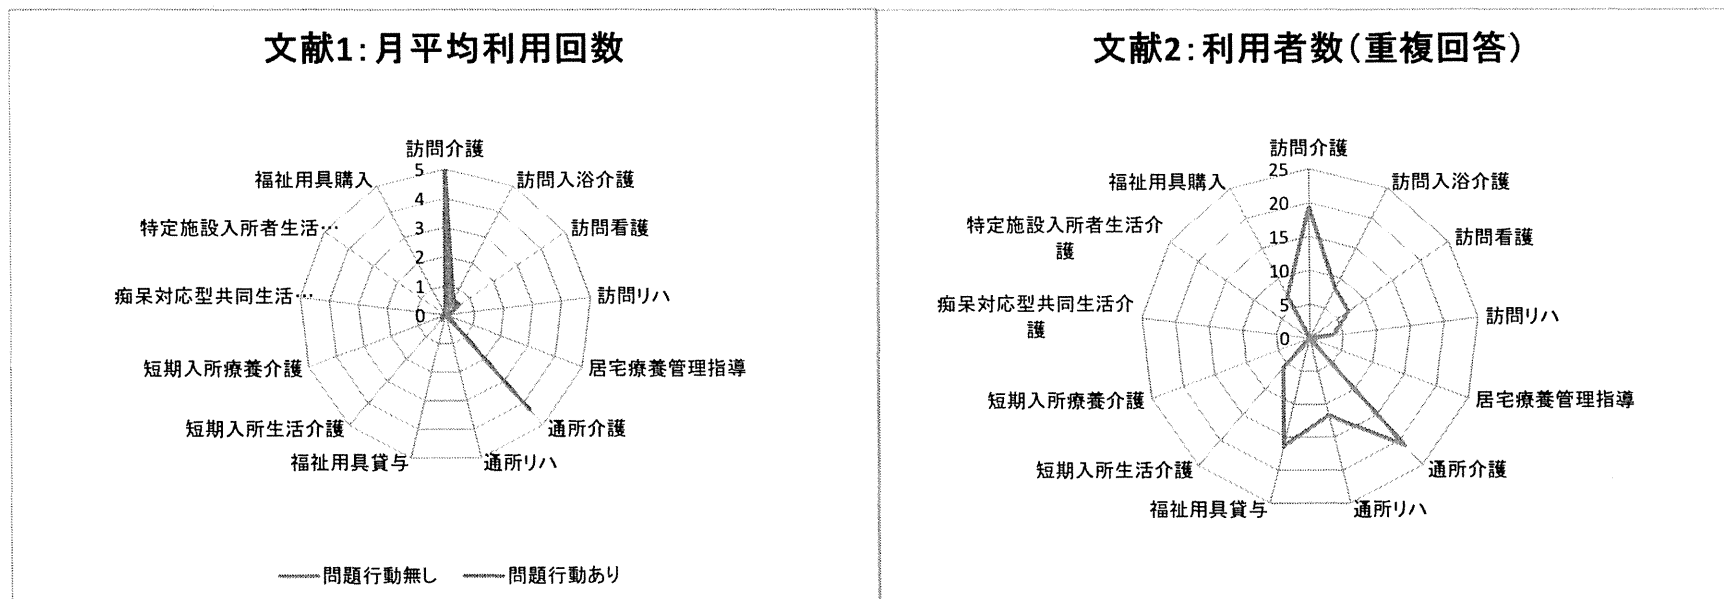 文献1:月平均利用回数
訪問介護
訪問入浴介護
訪問看護
訪問リハ
居宅療養管理指導
通所介護
通所リハ
福祉用具貸与
短期入所生活介護
短期入所療養介護
痴呆対応型共同生活…
特定施設入所者生活…
福祉用具購入
5
4
3
2
1
0
問題行動無し
問題行動あり
文献2:利用者数(重複回答)
訪問介護
訪問入浴介護
訪問看護
訪問リハ
居宅療養管理指導
通所介護
通所リハ
福祉用具貸与
短期入所生活介護
短期入所療養介護
痴呆対応型共同生活介
護
特定施設入所者生活介
護
福祉用具購入
25
20
15
10
5
0